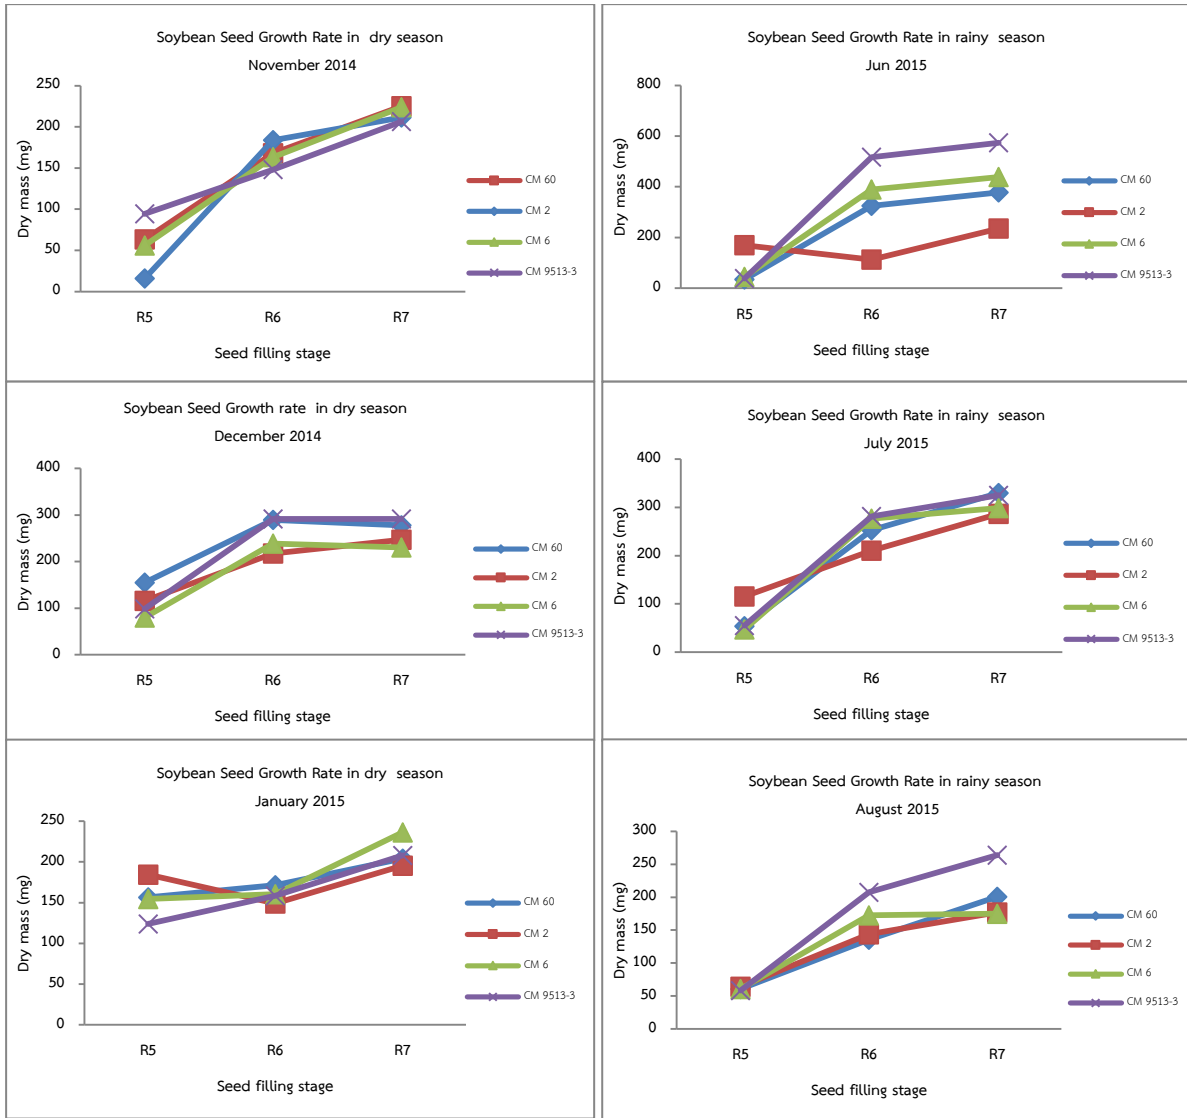 Soybean Seed Growth Rate in dry season
November 2014
250
200
150
100
50
0
Dry mass (mg)
R5 R6 R7
Seed filling stage
CM 60
CM 2
CM 6
CM 9513-3
Soybean Seed Growth Rate in rainy season
Jun 2015
800
600
400
200
0
Dry mass (mg)
R5 R6 R7
Seed filling stage
CM 60
CM 2
CM 6
CM 9513-3
Soybean Seed Growth rate in dry season
December 2014
400
300
200
100
0
Dry mass (mg)
R5 R6 R7
Seed filling stage
CM 60
CM 2
CM 6
CM 9513-3
Soybean Seed Growth Rate in rainy season
July 2015
400
300
200
100
0
Dry mass (mg)
R5 R6 R7
Seed filling stage
CM 60
CM 2
CM 6
CM 9513-3
Soybean Seed Growth Rate in dry season
January 2015
250
200
150
100
50
0
Dry mass (mg)
R5 R6 R7
Seed filling stage
CM 60
CM 2
CM 6
CM 9513-3
Soybean Seed Growth Rate in rainy season
August 2015
300
250
200
150
100
50
0
Dry mass (mg)
R5 R6 R7
Seed filling stage
CM 60
CM 2
CM 6
CM 9513-3